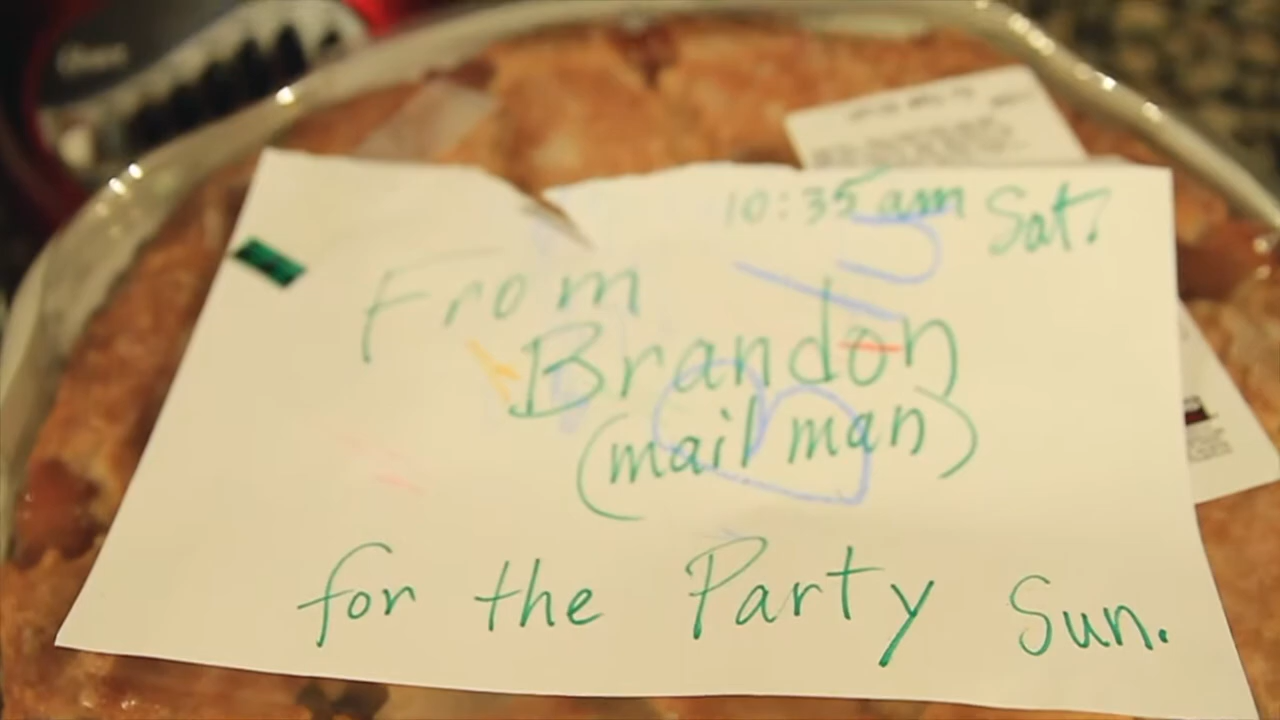 10:35 am Sat.
From
Brandon
(mail man)
for the Party Sun.